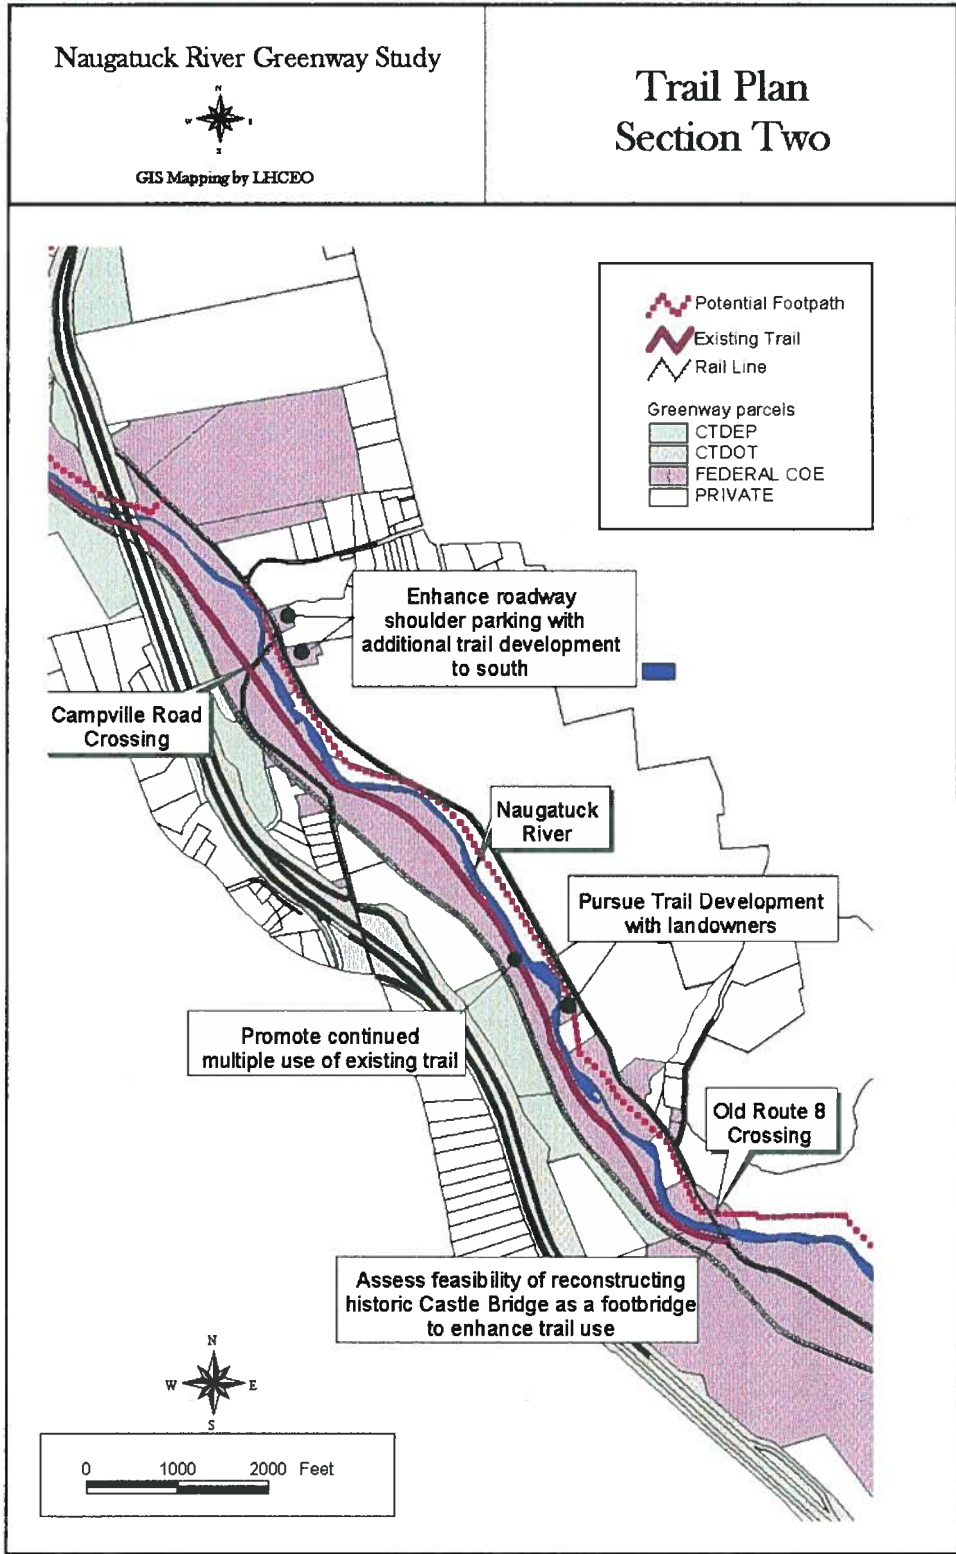 Naugatuck River Greenway Study
N
W E
S
GIS Mapping by LHCEO
Trail Plan
Section Two
Potential Footpath
Existing Trail
Rail Line
Greenway parcels
CTDEP
CTDOT
FEDERAL COE
PRIVATE
Enhance roadway
shoulder parking with
additional trail development
to south
Campville Road
Crossing
Naugatuck
River
Pursue Trail Development
with landowners
Promote continued
multiple use of existing trail
Old Route 8
Crossing
Assess feasibility of reconstructing
historic Castle Bridge as a footbridge
to enhance trail use
N
W E
S
0 1000 2000 Feet